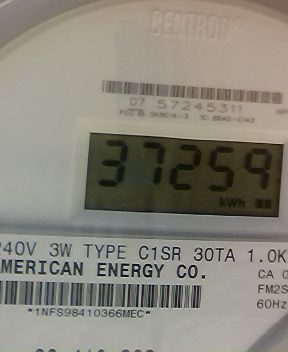 CENTRON
07 57245311
37259
kWh
240V 3W TYPE C1SR 30TA 1.0K
AMERICAN ENERGY CO.
CA 0
FM2S
60Hz
*1NFS98410366MEC*